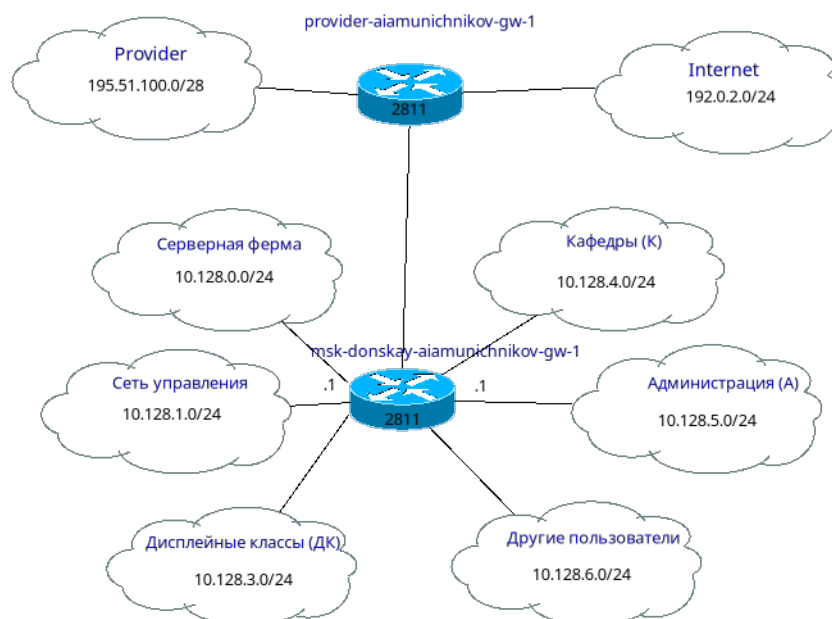 provider-aiamunichnikov-gw-1
Provider
195.51.100.0/28
2811
Internet
192.0.2.0/24
Серверная ферма
10.128.0.0/24
Кафедры (К)
10.128.4.0/24
msk-donskay-aiamunichnikov-gw-1
Сеть управления
10.128.1.0/24
.1
2811
.1
Администрация (А)
10.128.5.0/24
Дисплейные классы (ДК)
10.128.3.0/24
Другие пользователи
10.128.6.0/24